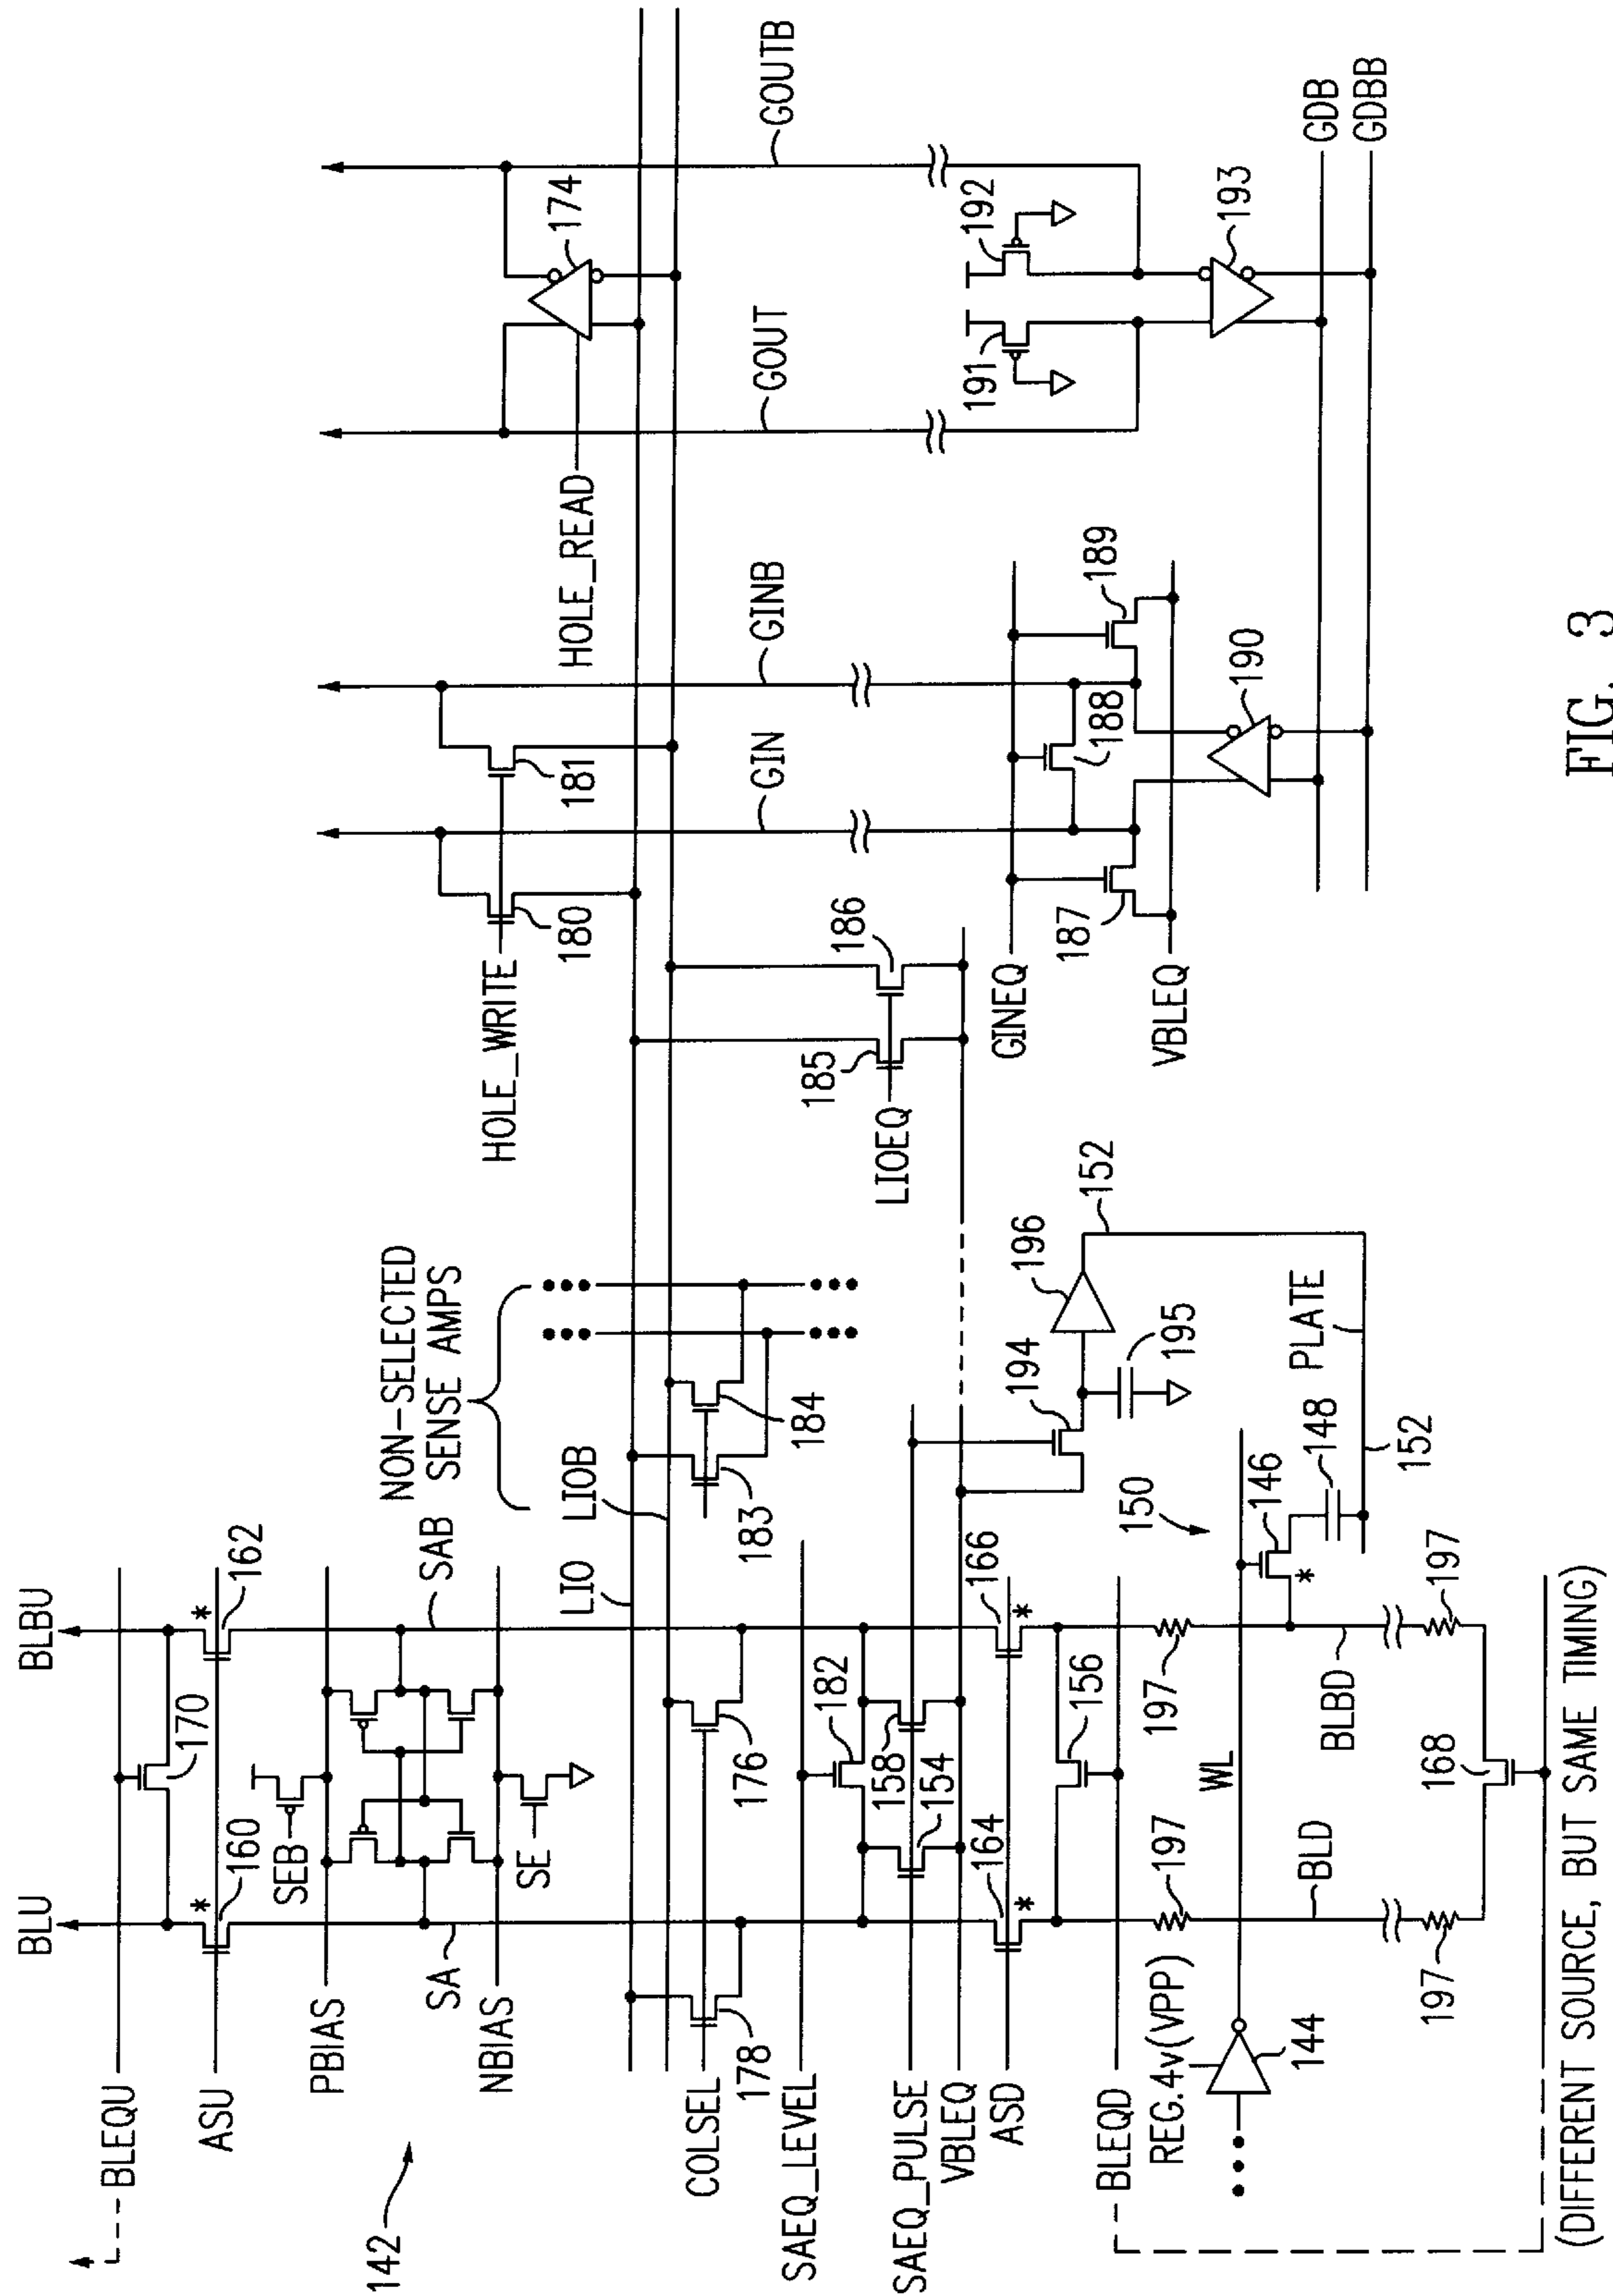 BLU
BLBU
BLEQU
170
ASU
160
*
162
*
142
SEB
PBIAS
SA
SAB
NBIAS
SE
NON-SELECTED
SENSE AMPS
LIO
LIOB
COLSEL
178
176
183
184
SAEQ_LEVEL
182
158
154
SAEQ_PULSE
VBLEQ
164
*
166
*
ASD
156
BLEQD
194
195
196
152
REG.4v(VPP)
197
197
WL
150
146
*
148
PLATE
144
BLD
BLBD
152
197
168
197
(DIFFERENT SOURCE, BUT SAME TIMING)
HOLE_WRITE
180
181
GIN
GINB
HOLE_READ
174
GOUT
GOUTB
LIOEQ
185
186
GINEQ
187
188
189
VBLEQ
190
191
192
193
GDB
GDBB
FIG. 3